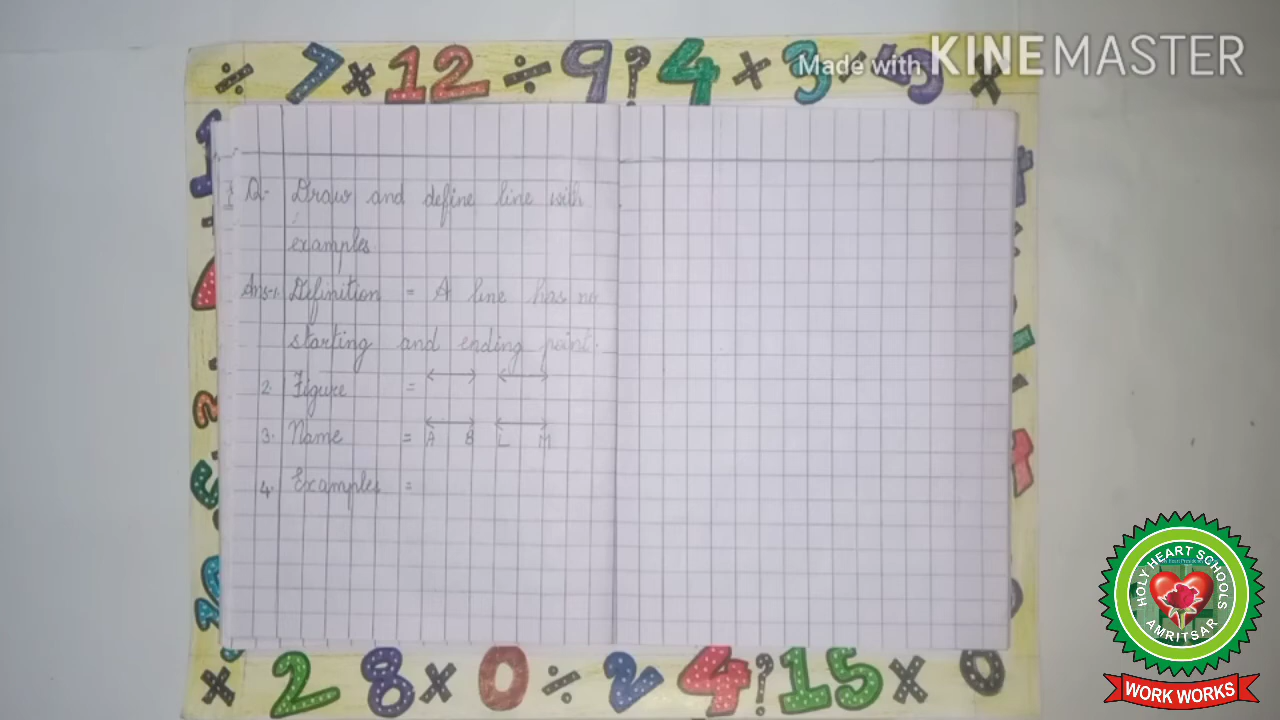 ÷ 7 × 12 ÷ 9 ? 4 × 3
Made with KINEMASTER
Q. Draw and define line with
examples.
Ans-1. Definition = A line has no
starting and ending point.
2. Figure =
3. Name = A B L M
4. Examples =
× 2 8 × 0 ÷ 2 4 ? 15 × 0
HOLY HEART SCHOOLS
AMRITSAR
WORK WORKS